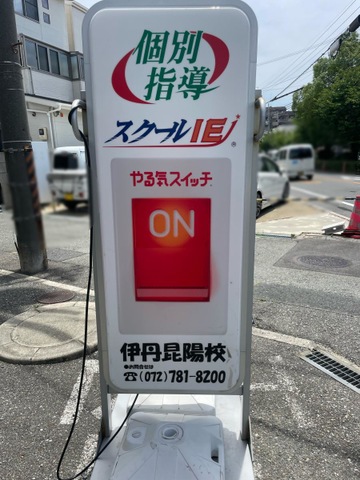 個別
指導
スクールIE
®
やる気スイッチ
ON
伊丹昆陽校
●お問合せは
☎(072)781-8200